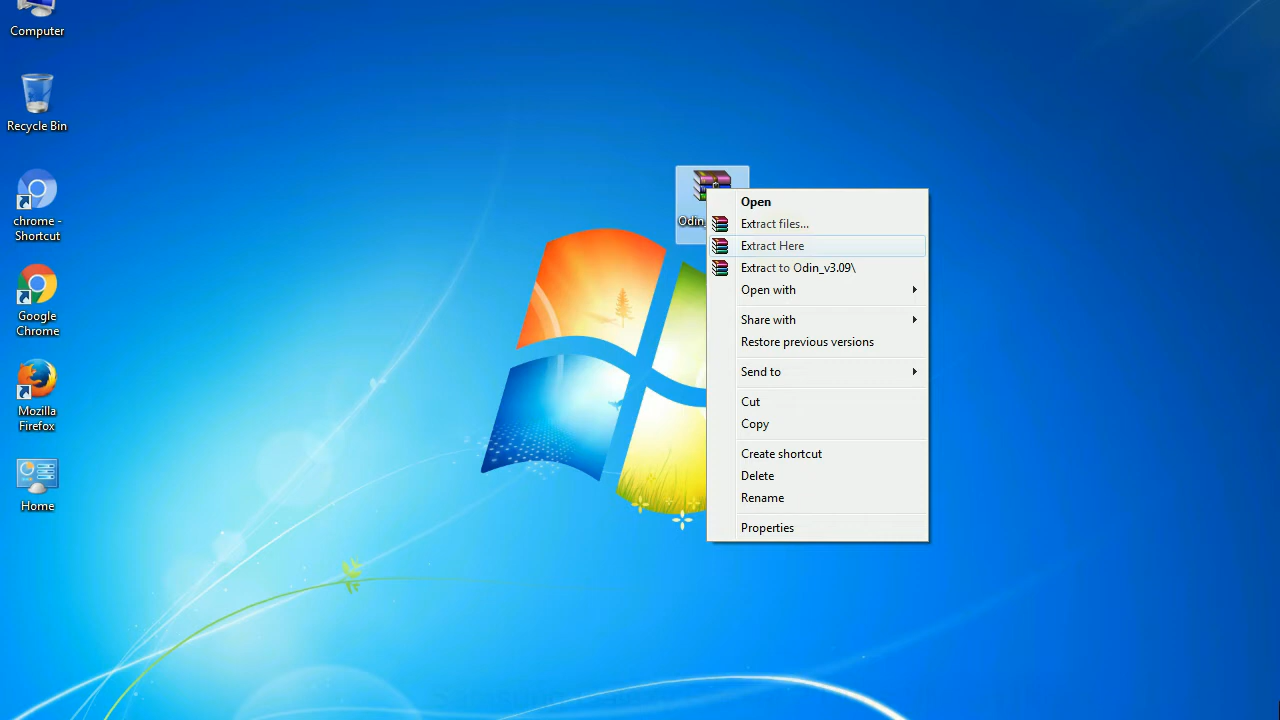 Computer
Recycle Bin
chrome -
Shortcut
Google
Chrome
Mozilla
Firefox
Home
Open
Extract files...
Extract Here
Extract to Odin_v3.09\
Open with
Share with
Restore previous versions
Send to
Cut
Copy
Create shortcut
Delete
Rename
Properties